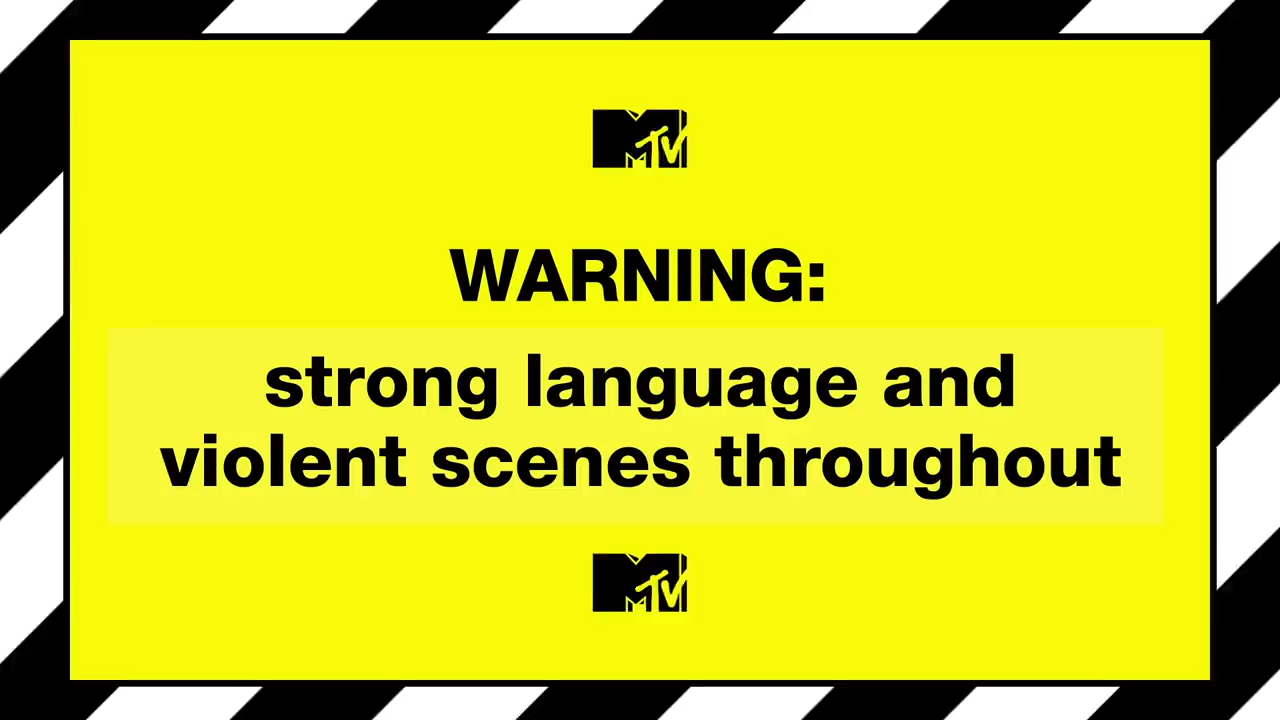 MTV
WARNING:
strong language and
violent scenes throughout
MTV